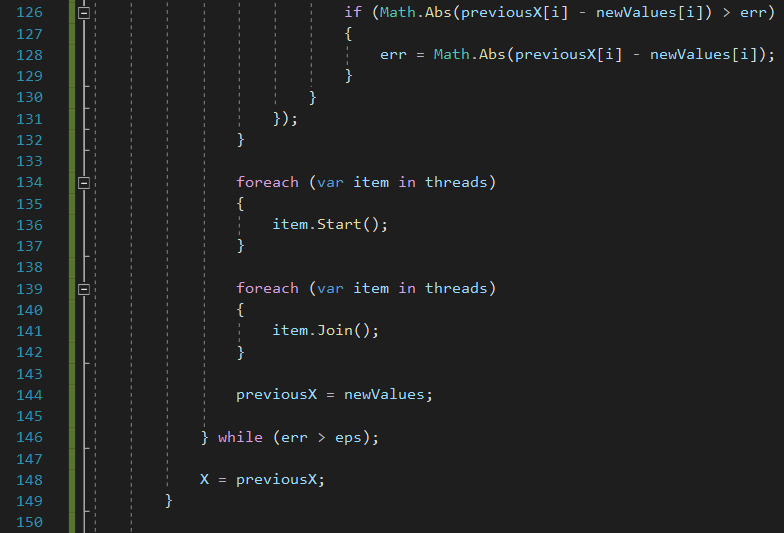 126 if (Math.Abs(previousX[i] - newValues[i]) > err)
127 {
128 err = Math.Abs(previousX[i] - newValues[i]);
129 }
130 }
131 });
132 }
133
134 foreach (var item in threads)
135 {
136 item.Start();
137 }
138
139 foreach (var item in threads)
140 {
141 item.Join();
142 }
143
144 previousX = newValues;
145
146 } while (err > eps);
147
148 X = previousX;
149 }
150